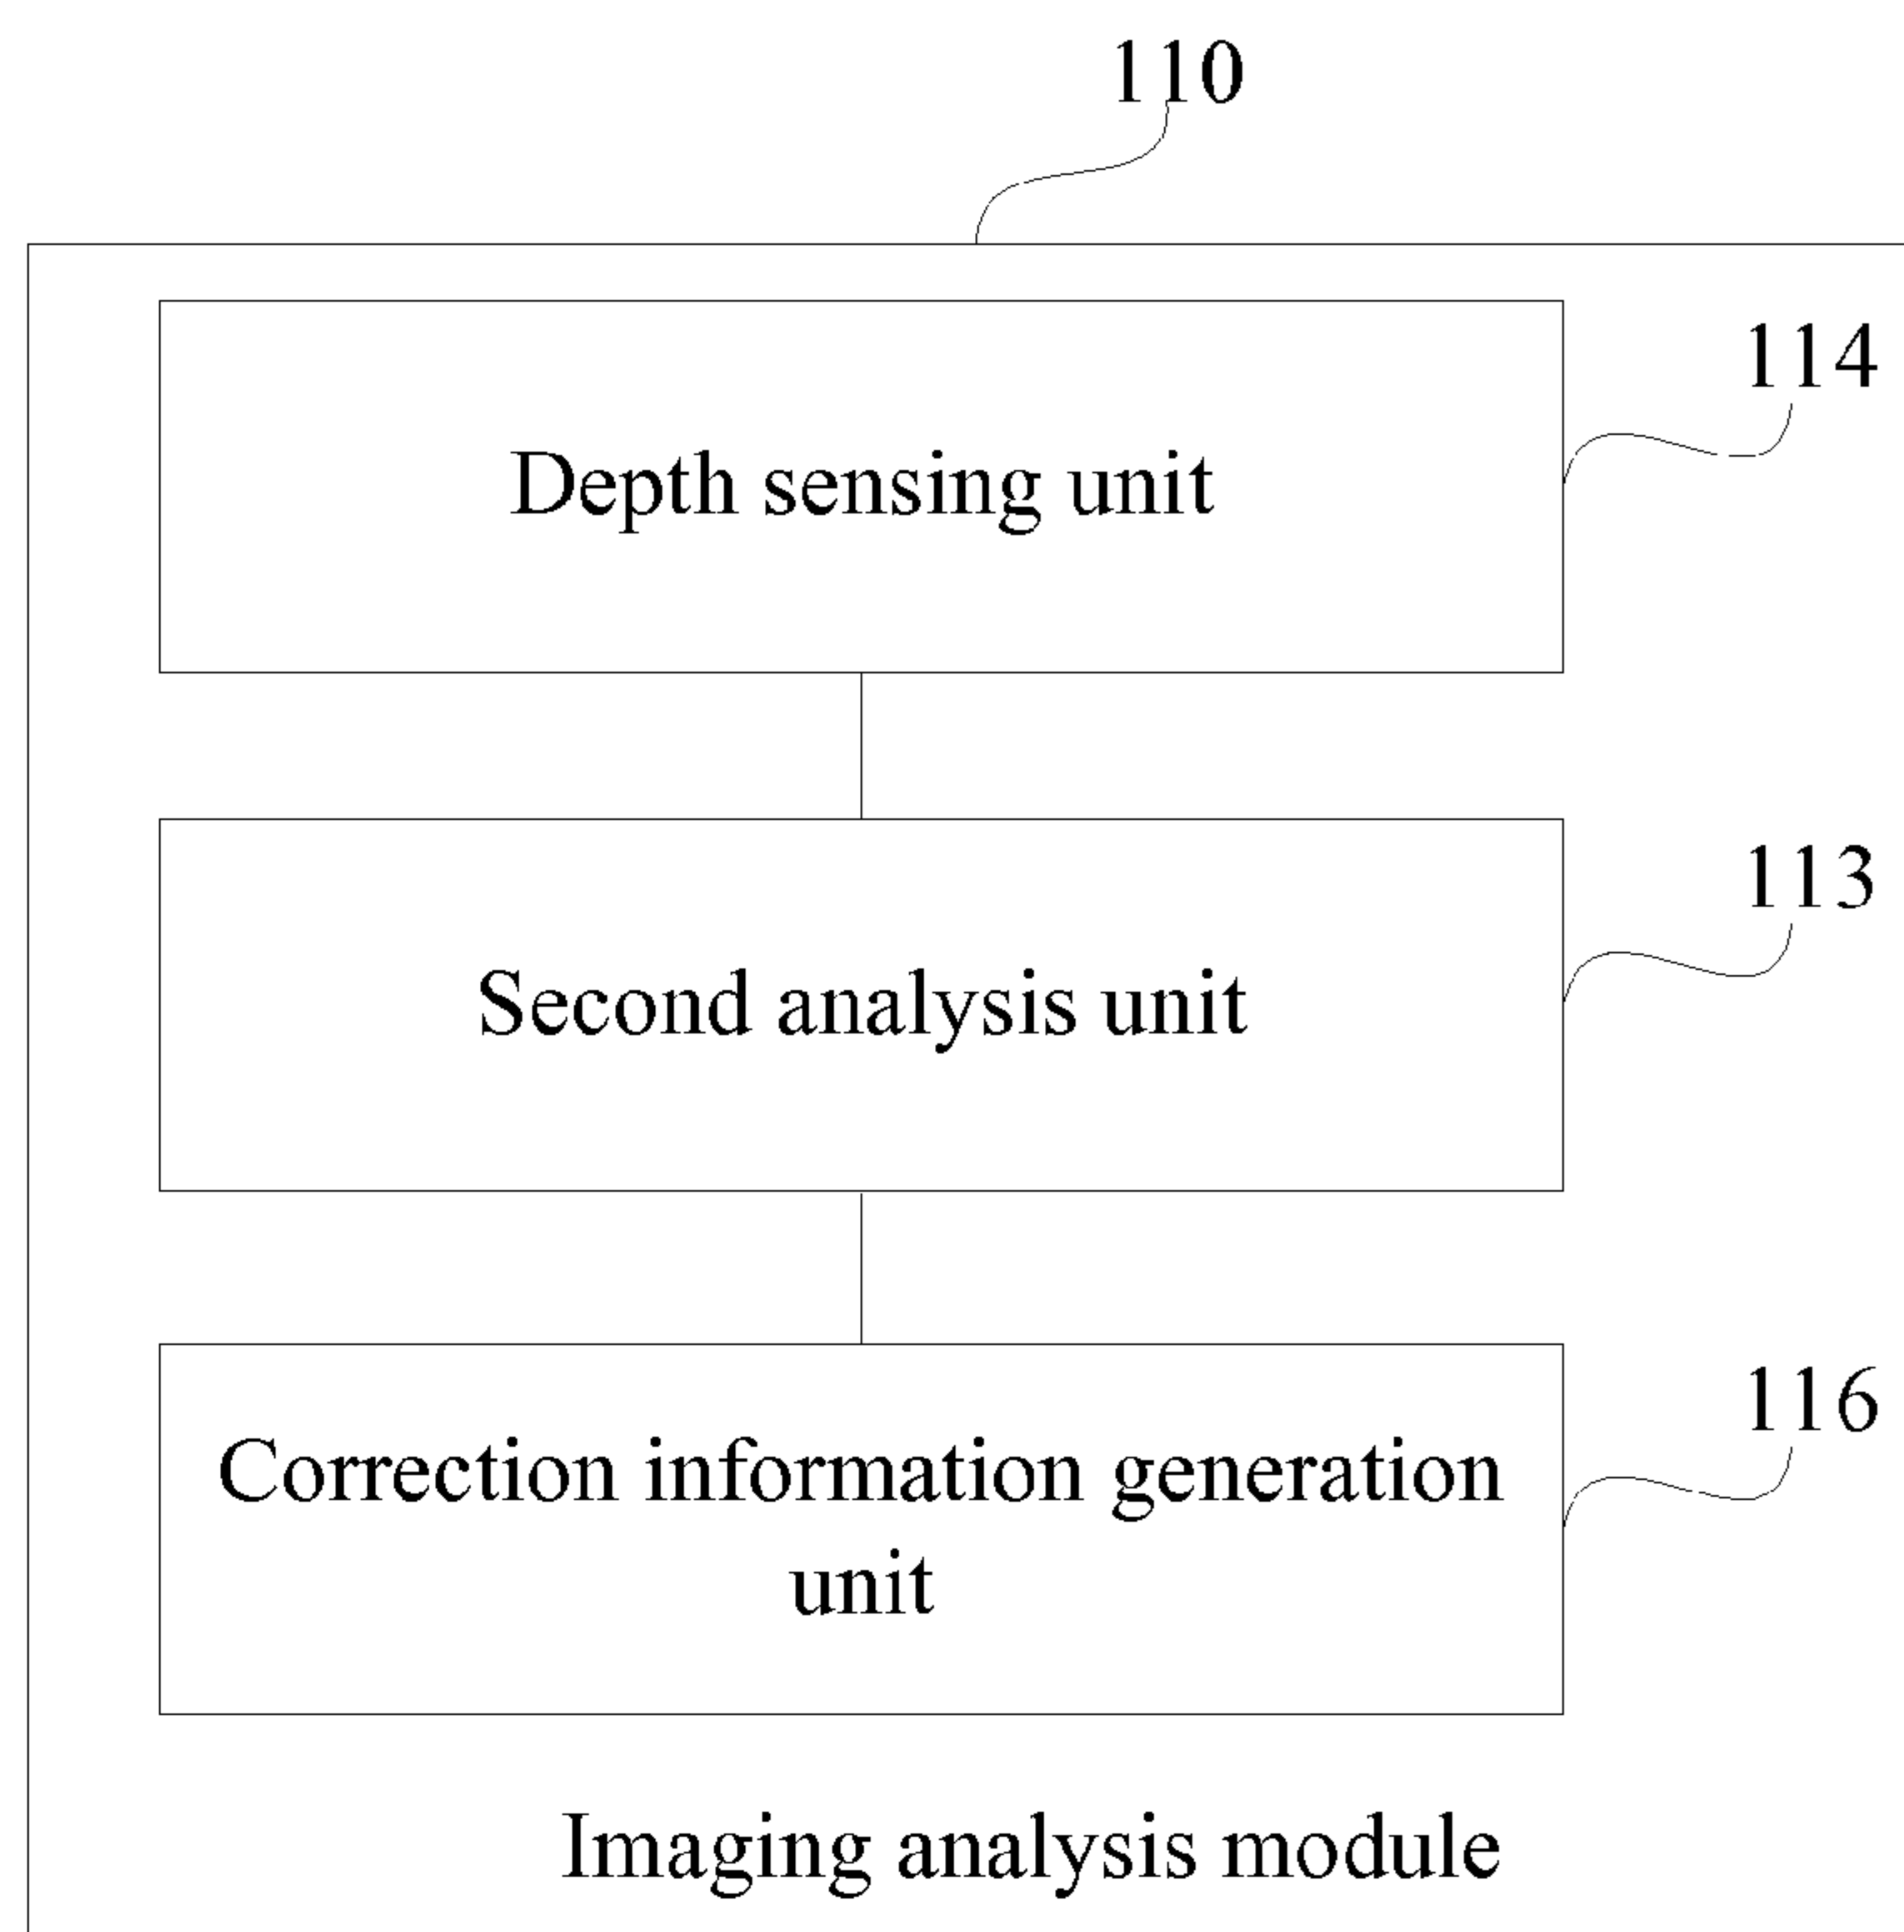 110
114
Depth sensing unit
113
Second analysis unit
116
Correction information generation
unit
Imaging analysis module